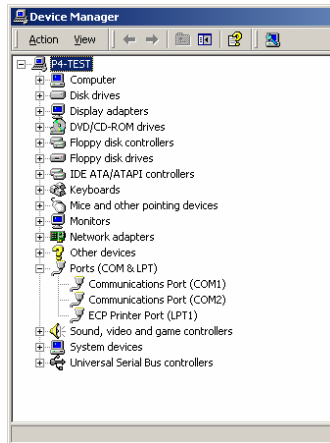 Device Manager
Action View
P4-TEST
Computer
Disk drives
Display adapters
DVD/CD-ROM drives
Floppy disk controllers
Floppy disk drives
IDE ATA/ATAPI controllers
Keyboards
Mice and other pointing devices
Monitors
Network adapters
Other devices
Ports (COM & LPT)
Communications Port (COM1)
Communications Port (COM2)
ECP Printer Port (LPT1)
Sound, video and game controllers
System devices
Universal Serial Bus controllers